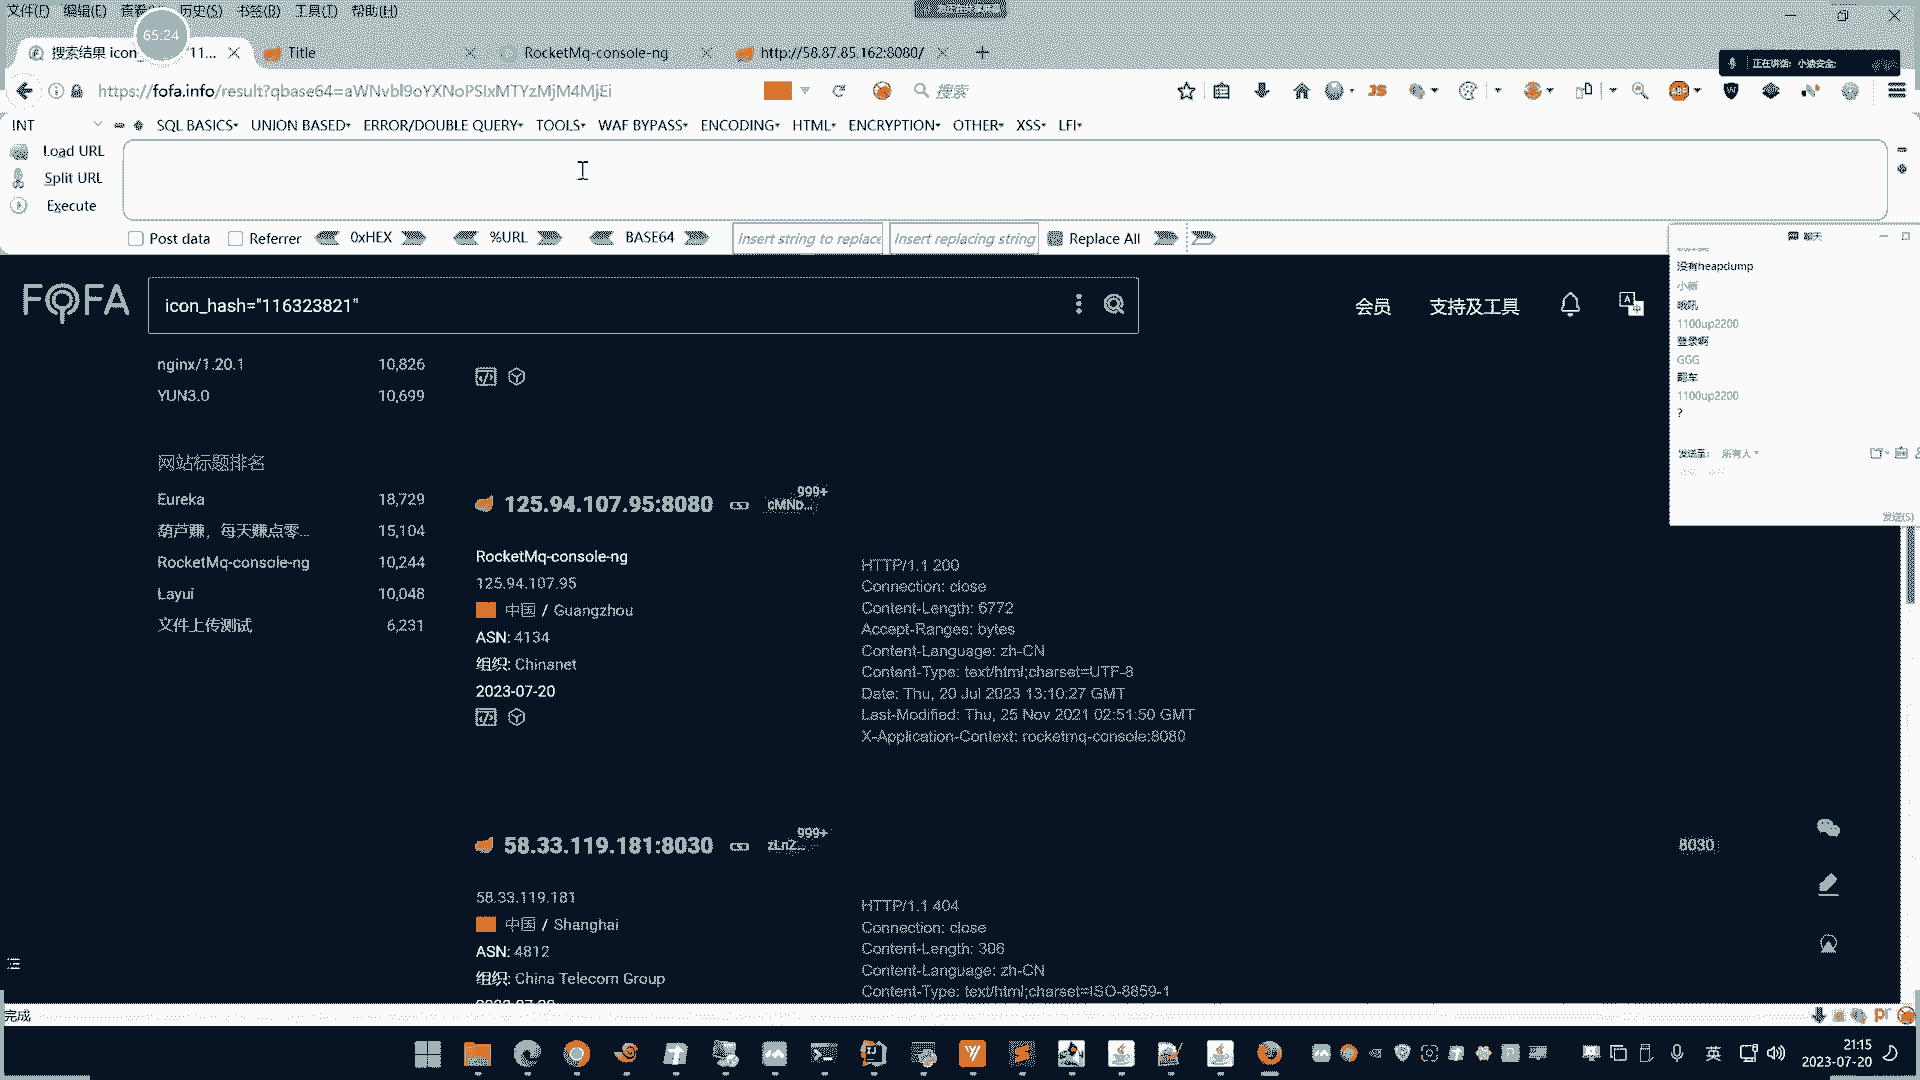 文件(F) 编辑(E) 查看 历史(S) 书签(B) 工具(T) 帮助(H)
65:24
搜索结果 icon_ 11...
Title
RocketMq-console-ng
http://58.87.85.162:8080/
正在讲话: 小迪安全;
https://fofa.info/result?qbase64=aWNvbl9oYXNoPSIxMTYzMjM4MjEi
搜索
INT
SQL BASICS UNION BASED ERROR/DOUBLE QUERY TOOLS WAF BYPASS ENCODING HTML ENCRYPTION OTHER XSS LFI
Load URL
Split URL
Execute
Post data Referrer 0xHEX %URL BASE64 Insert string to replace Insert replacing string Replace All
聊天
没有heapdump
小新
哦吼
1100up2200
登录啊
GGG
翻车
1100up2200
?
发送至: 所有人
发送(S)
FOFA
icon_hash="116323821"
会员
支持及工具
nginx/1.20.1 10,826
YUN3.0 10,699
网站标题排名
Eureka 18,729
葫芦赚，每天赚点零... 15,104
RocketMq-console-ng 10,244
Layui 10,048
文件上传测试 6,231
125.94.107.95:8080
cMNb...
999+
RocketMq-console-ng
125.94.107.95
中国 / Guangzhou
ASN: 4134
组织: Chinanet
2023-07-20
HTTP/1.1 200
Connection: close
Content-Length: 6772
Accept-Ranges: bytes
Content-Language: zh-CN
Content-Type: text/html;charset=UTF-8
Date: Thu, 20 Jul 2023 13:10:27 GMT
Last-Modified: Thu, 25 Nov 2021 02:51:50 GMT
X-Application-Context: rocketmq-console:8080
58.33.119.181:8030
zLnZ...
999+
8030
58.33.119.181
中国 / Shanghai
ASN: 4812
组织: China Telecom Group
HTTP/1.1 404
Connection: close
Content-Length: 306
Content-Language: zh-CN
Content-Type: text/html;charset=ISO-8859-1
完成
英
21:15
2023-07-20